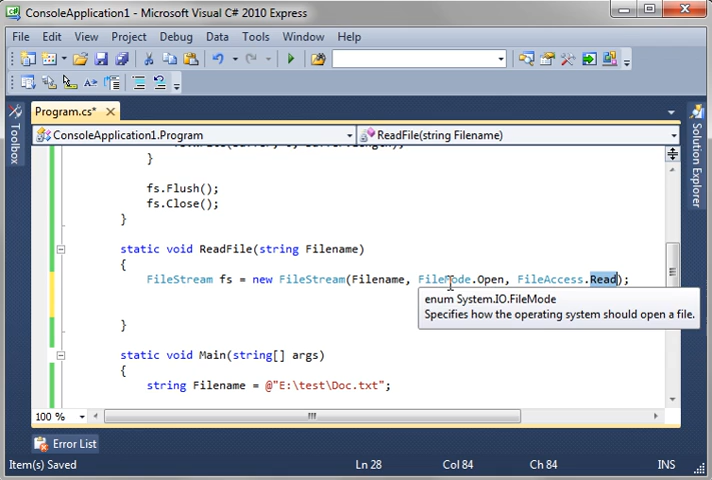 ConsoleApplication1 - Microsoft Visual C# 2010 Express
File Edit View Project Debug Data Tools Window Help
Program.cs* ×
ConsoleApplication1.Program ReadFile(string Filename)
}
fs.Flush();
fs.Close();
}
static void ReadFile(string Filename)
{
FileStream fs = new FileStream(Filename, FileMode.Open, FileAccess.Read);
enum System.IO.FileMode
Specifies how the operating system should open a file.
}
static void Main(string[] args)
{
string Filename = @"E:\test\Doc.txt";
100 %
Error List
Item(s) Saved Ln 28 Col 84 Ch 84 INS
Toolbox
Solution Explorer